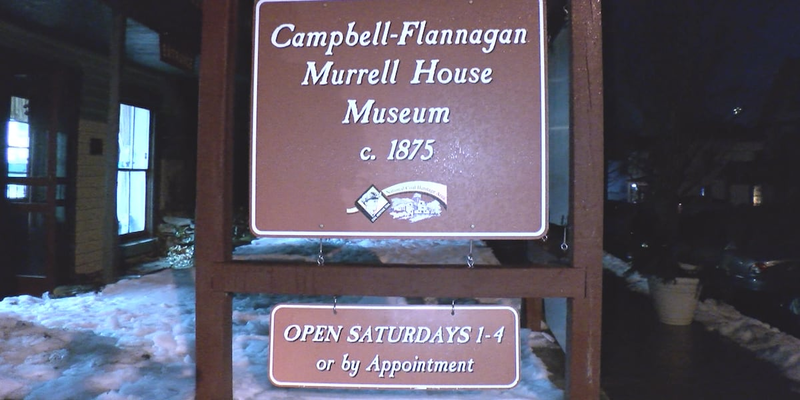 Campbell-Flannagan
Murrell House
Museum
c. 1875
OPEN SATURDAYS 1-4
or by Appointment